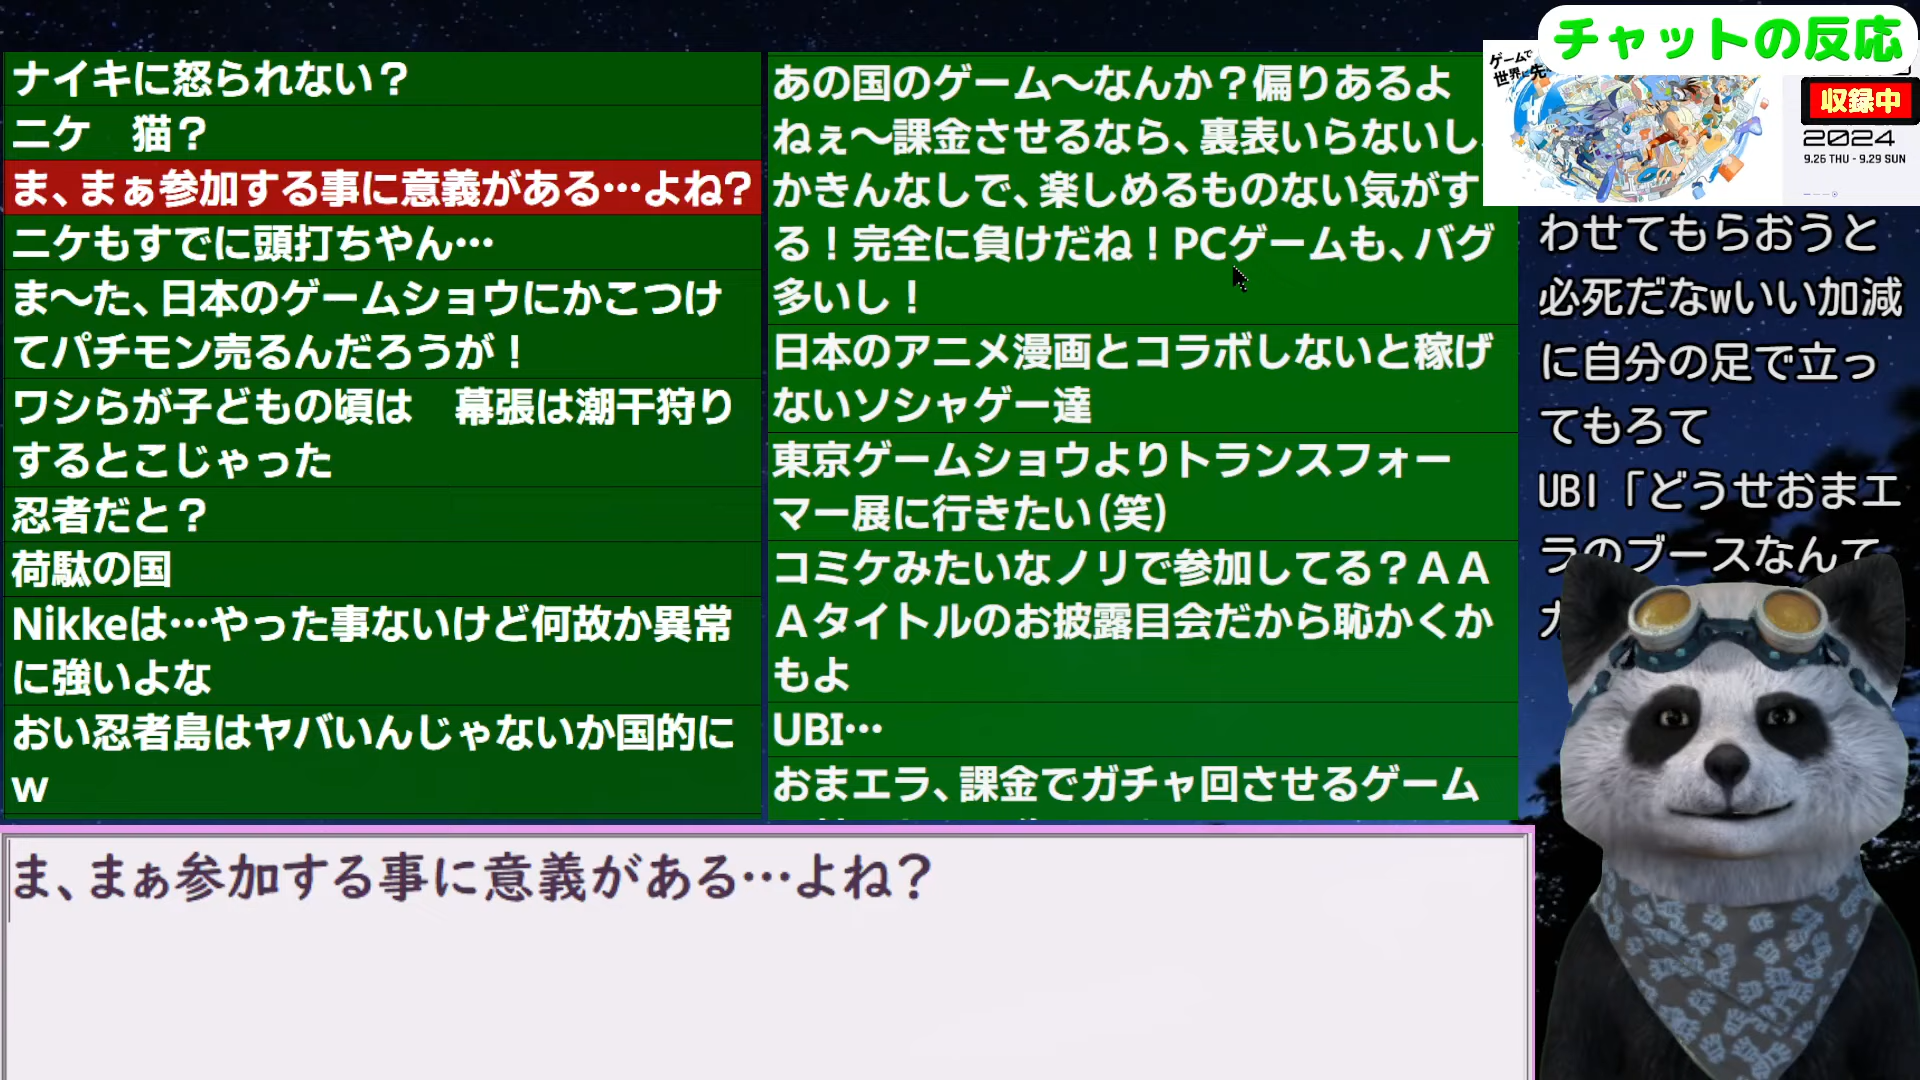 ナイキに怒られない？
ニケ　猫？
ま、まぁ参加する事に意義がある…よね？
ニケもすでに頭打ちやん…
ま～た、日本のゲームショウにかこつけ
てパチモン売るんだろうが！
ワシらが子どもの頃は　幕張は潮干狩り
するとこじゃった
忍者だと？
荷駄の国
Nikkeは…やった事ないけど何故か異常
に強いよな
おい忍者島はヤバいんじゃないか国的に
w
あの国のゲーム～なんか？偏りあるよ
ねぇ～課金させるなら、裏表いらないし、
かきんなしで、楽しめるものない気がす
る！完全に負けだね！PCゲームも、バグ
多いし！
日本のアニメ漫画とコラボしないと稼げ
ないソシャゲー達
東京ゲームショウよりトランスフォー
マー展に行きたい(笑)
コミケみたいなノリで参加してる？ＡＡ
Ａタイトルのお披露目会だから恥かくか
もよ
UBI…
おまエラ、課金でガチャ回させるゲーム
チャットの反応
ゲームで
世界に先
収録中
2024
9.26 THU - 9.29 SUN
わせてもらおうと
必死だなwいい加減
に自分の足で立っ
てもろて
UBI「どうせおまエ
ラのブースなんて
ま、まぁ参加する事に意義がある…よね？